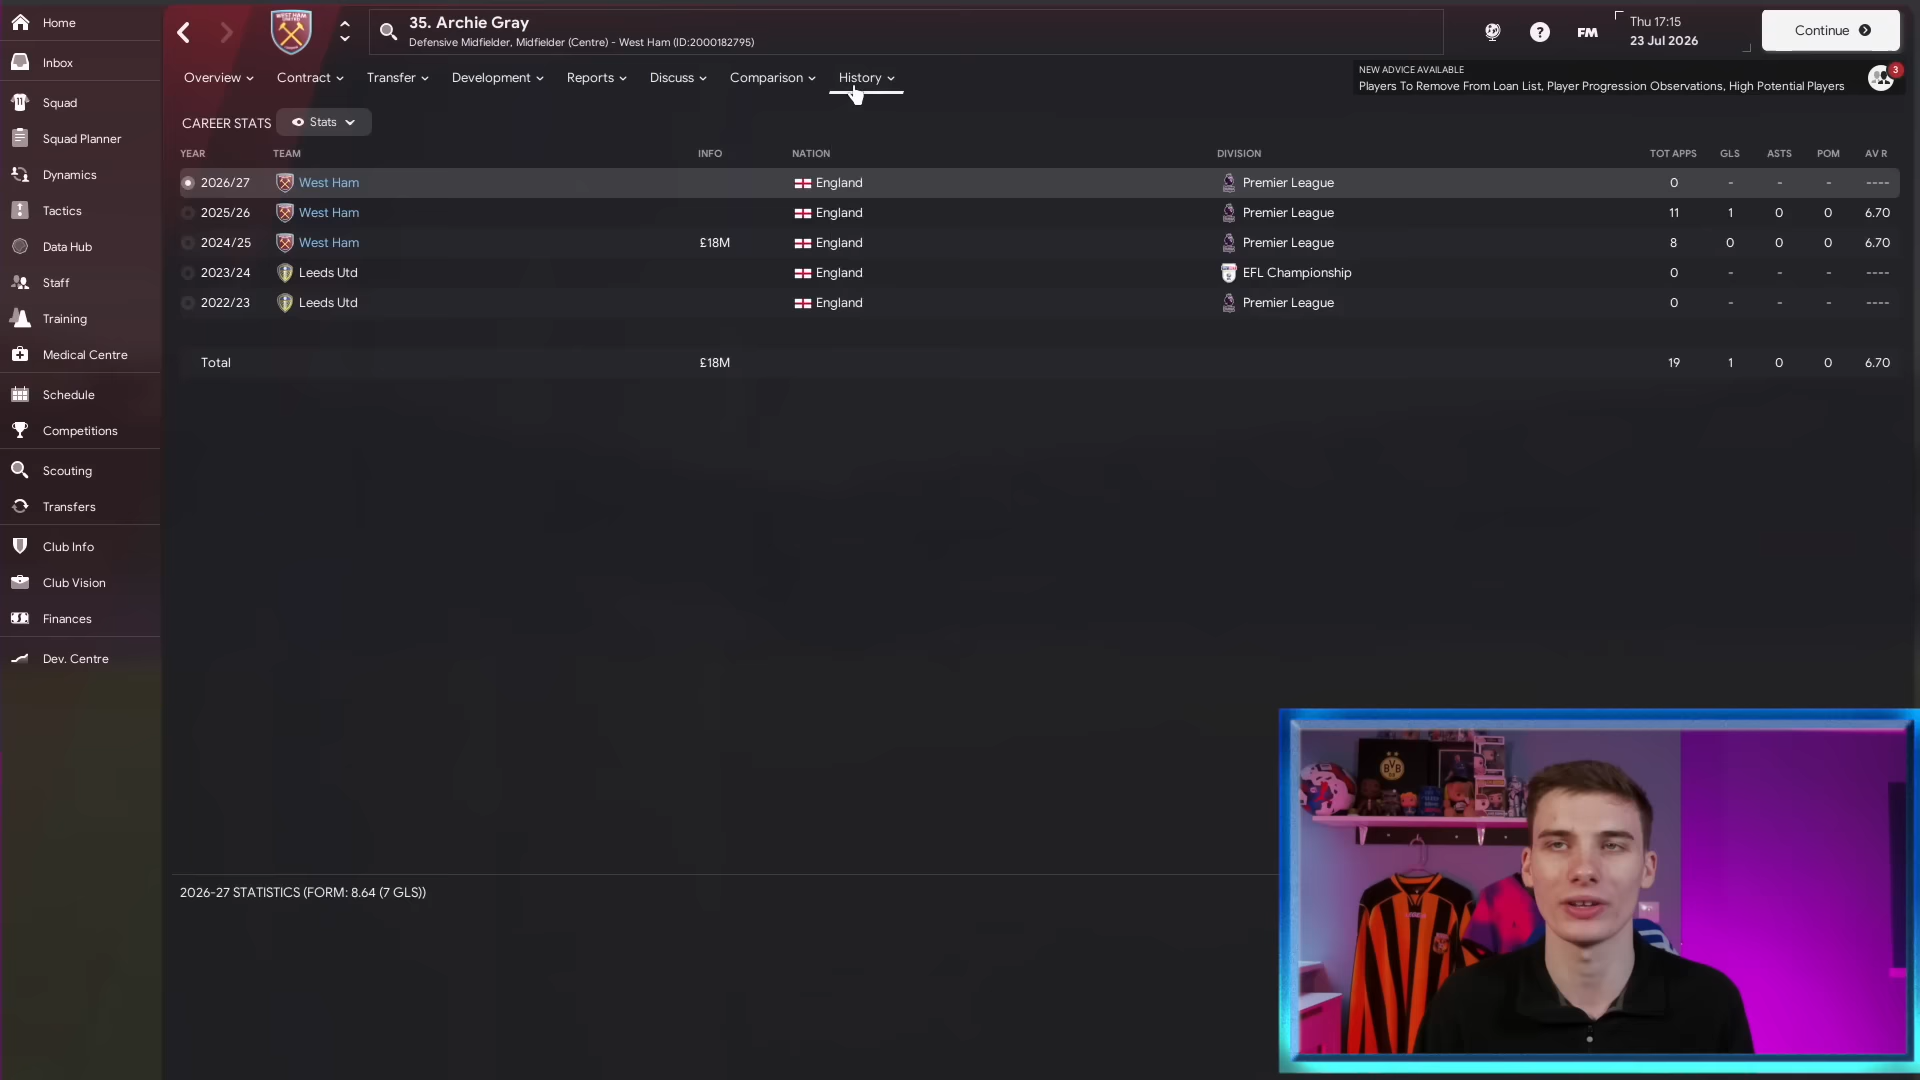 Home
Inbox
Squad
Squad Planner
Dynamics
Tactics
Data Hub
Staff
Training
Medical Centre
Schedule
Competitions
Scouting
Transfers
Club Info
Club Vision
Finances
Dev. Centre
35. Archie Gray
Defensive Midfielder, Midfielder (Centre) - West Ham (ID:2000182795)
FM
Thu 17:15
23 Jul 2026
Continue
Overview Contract Transfer Development Reports Discuss Comparison History
NEW ADVICE AVAILABLE
Players To Remove From Loan List, Player Progression Observations, High Potential Players
3
CAREER STATS Stats
YEAR TEAM INFO NATION DIVISION TOT APPS GLS ASTS POM AV R
2026/27 West Ham England Premier League 0 - - - ----
2025/26 West Ham England Premier League 11 1 0 0 6.70
2024/25 West Ham £18M England Premier League 8 0 0 0 6.70
2023/24 Leeds Utd England EFL Championship 0 - - - ----
2022/23 Leeds Utd England Premier League 0 - - - ----
Total £18M 19 1 0 0 6.70
2026-27 STATISTICS (FORM: 8.64 (7 GLS))
BVB